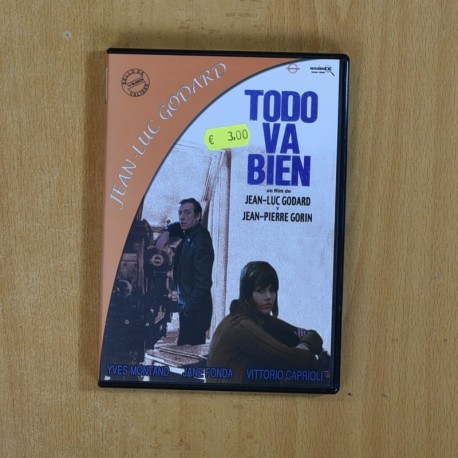 JEAN-LUC GODARD
TODO
VA
BIEN
un film de
JEAN-LUC GODARD
y
JEAN-PIERRE GORIN
€ 3.00
YVES MONTAND JANE FONDA VITTORIO CAPRIOLI